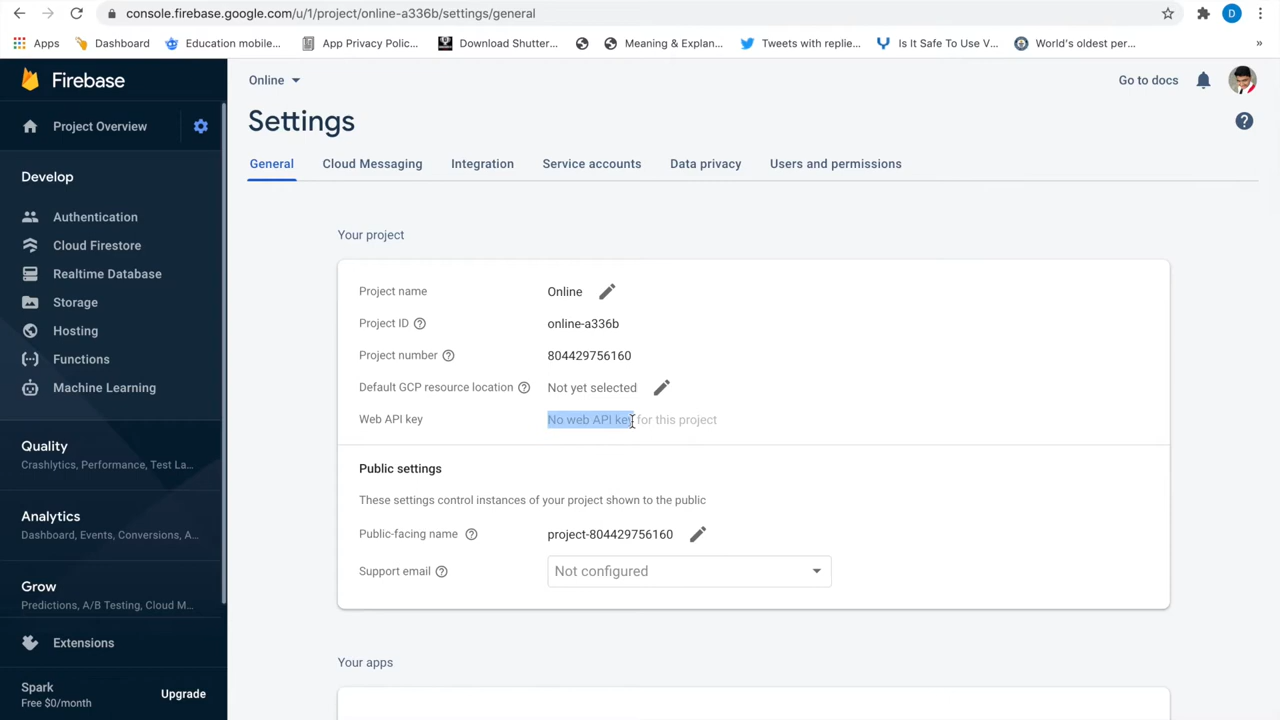 console.firebase.google.com/u/1/project/online-a336b/settings/general
D
Apps
Dashboard
Education mobile...
App Privacy Polic...
Download Shutter...
Meaning & Explan...
Tweets with replie...
Is It Safe To Use V...
World's oldest per...
»
Firebase
Online
Go to docs
Project Overview
Settings
General
Cloud Messaging
Integration
Service accounts
Data privacy
Users and permissions
Develop
Authentication
Cloud Firestore
Realtime Database
Storage
Hosting
Functions
Machine Learning
Quality
Crashlytics, Performance, Test La...
Analytics
Dashboard, Events, Conversions, A...
Grow
Predictions, A/B Testing, Cloud M...
Extensions
Spark
Free $0/month
Upgrade
Your project
Project name Online
Project ID online-a336b
Project number 804429756160
Default GCP resource location Not yet selected
Web API key No web API key for this project
Public settings
These settings control instances of your project shown to the public
Public-facing name project-804429756160
Support email Not configured
Your apps